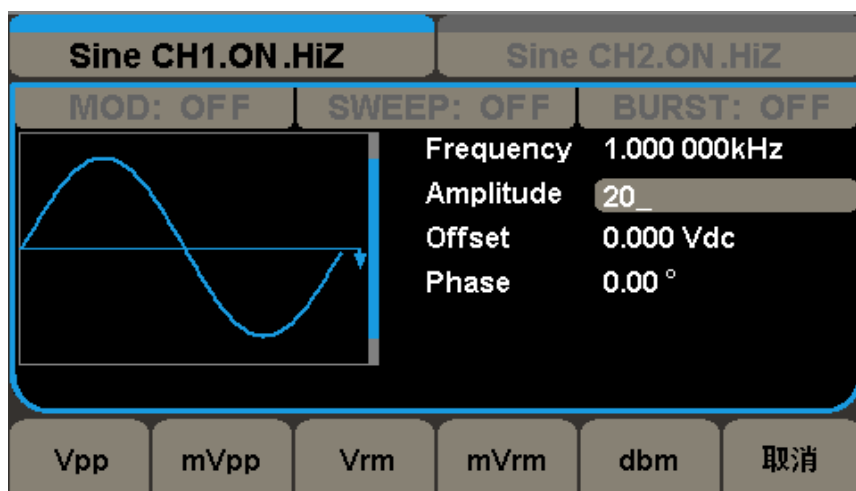 Sine CH1.ON.HiZ Sine CH2.ON.HiZ
MOD: OFF SWEEP: OFF BURST: OFF
Frequency 1.000 000kHz
Amplitude 20_
Offset 0.000 Vdc
Phase 0.00 °
Vpp mVpp Vrm mVrm dbm 取消